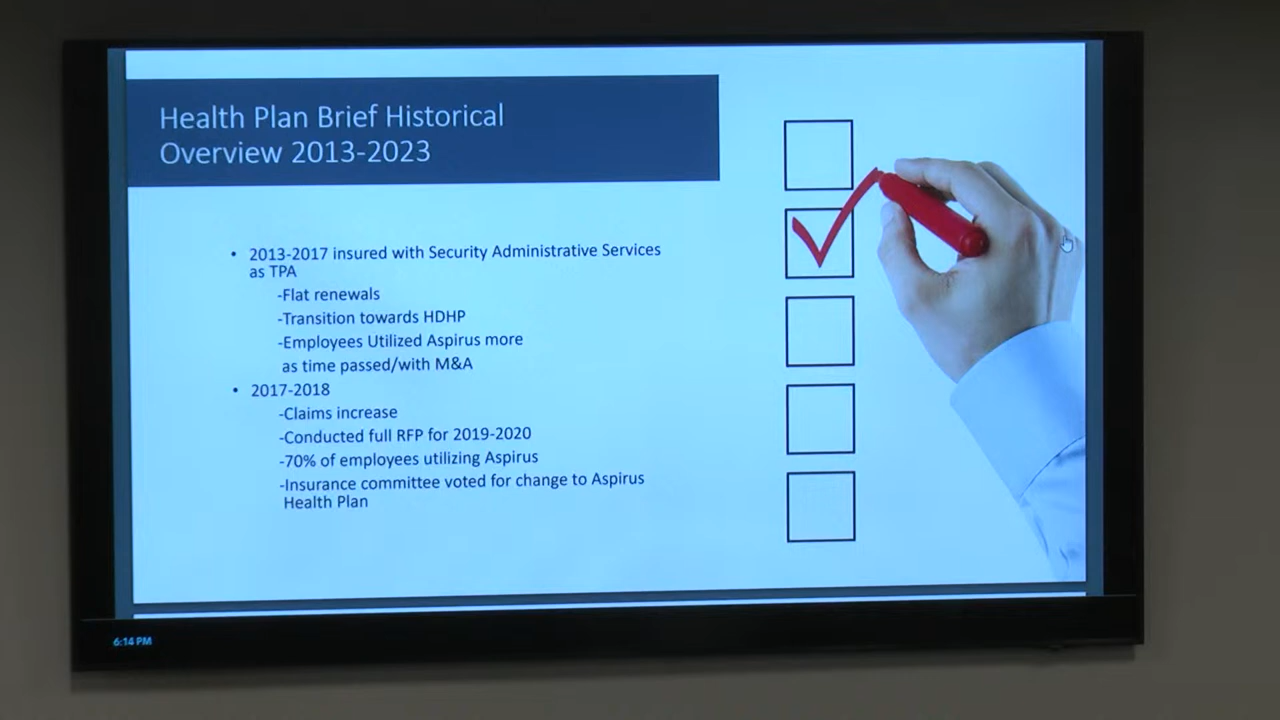 Health Plan Brief Historical
Overview 2013-2023
• 2013-2017 insured with Security Administrative Services
as TPA
-Flat renewals
-Transition towards HDHP
-Employees Utilized Aspirus more
as time passed/with M&A
• 2017-2018
-Claims increase
-Conducted full RFP for 2019-2020
-70% of employees utilizing Aspirus
-Insurance committee voted for change to Aspirus
Health Plan
6:14 PM